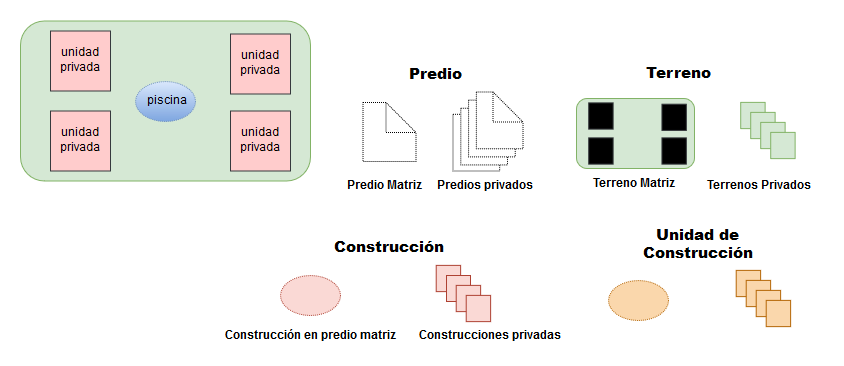 unidad
privada
unidad
privada
piscina
unidad
privada
unidad
privada
Predio
Terreno
Predio Matriz
Predios privados
Terreno Matriz
Terrenos Privados
Construcción
Unidad de
Construcción
Construcción en predio matriz
Construcciones privadas